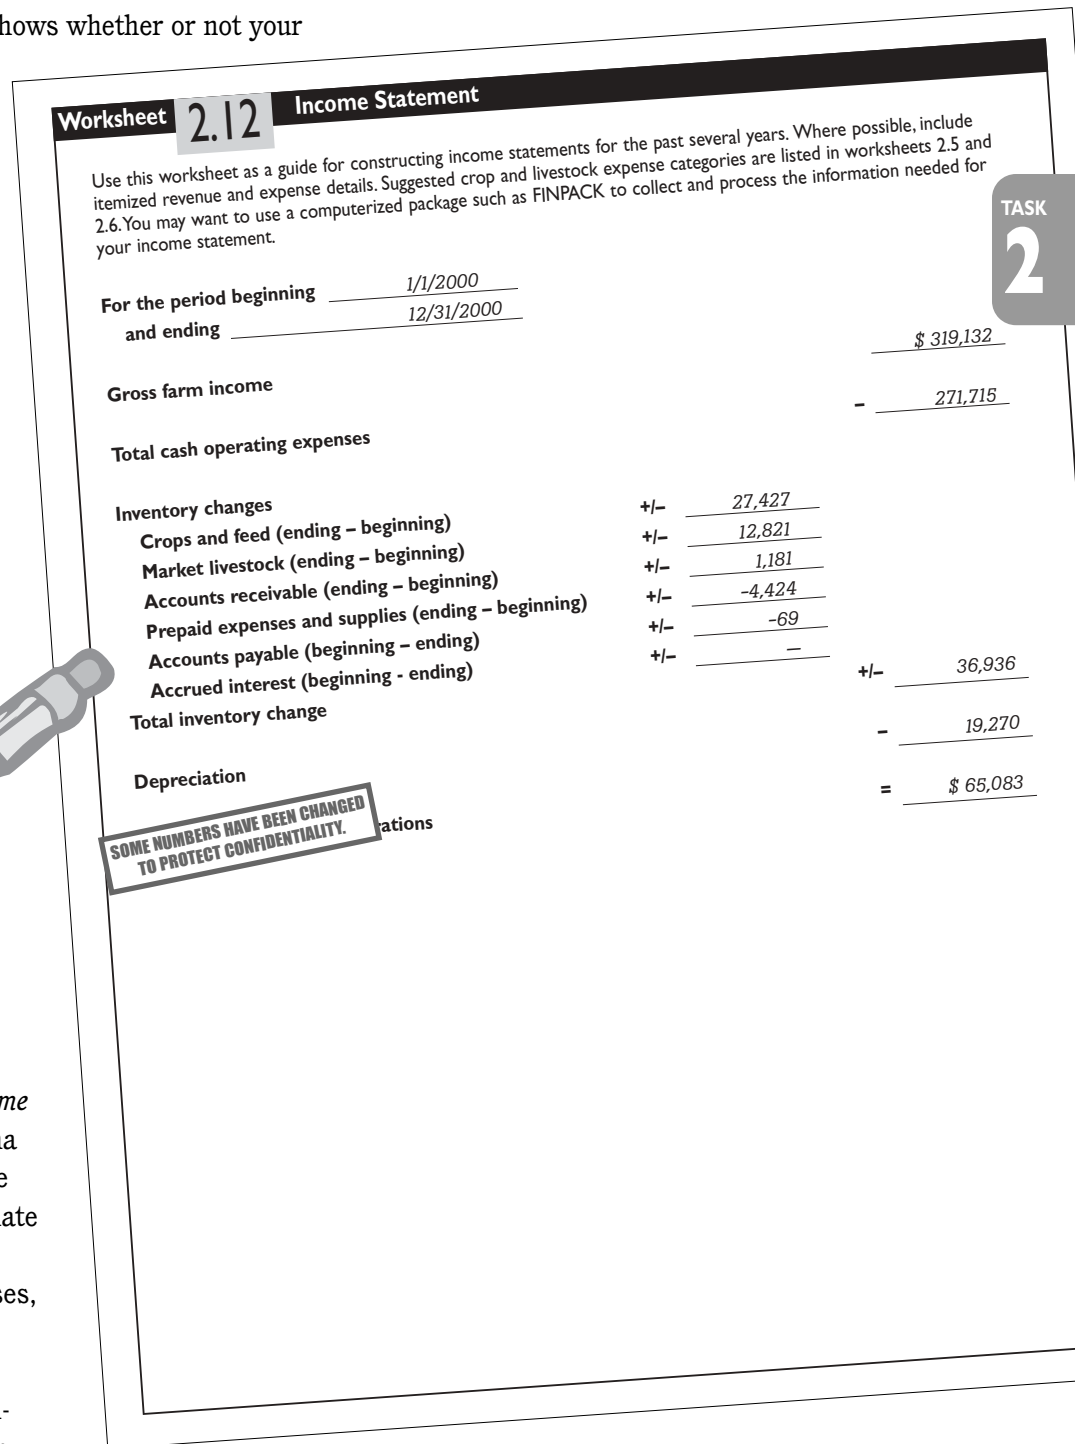 hows whether or not your
Worksheet 2.12 Income Statement
Use this worksheet as a guide for constructing income statements for the past several years. Where possible, include
itemized revenue and expense details. Suggested crop and livestock expense categories are listed in worksheets 2.5 and
2.6. You may want to use a computerized package such as FINPACK to collect and process the information needed for
your income statement.
TASK
2
For the period beginning 1/1/2000
and ending 12/31/2000
Gross farm income $ 319,132
Total cash operating expenses – 271,715
Inventory changes
Crops and feed (ending – beginning) +/– 27,427
Market livestock (ending – beginning) +/– 12,821
Accounts receivable (ending – beginning) +/– 1,181
Prepaid expenses and supplies (ending – beginning) +/– -4,424
Accounts payable (beginning – ending) +/– -69
Accrued interest (beginning - ending) +/– —
Total inventory change +/– 36,936
Depreciation – 19,270
rations = $ 65,083
SOME NUMBERS HAVE BEEN CHANGED
TO PROTECT CONFIDENTIALITY.
me
a
e
ate
ses,
-